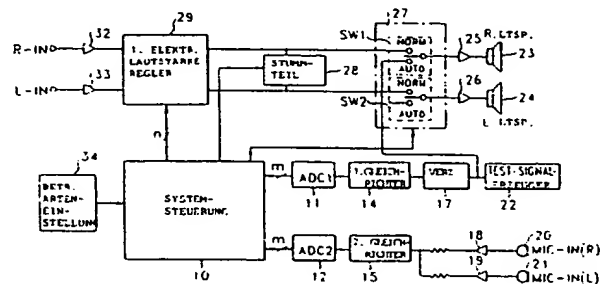 29
27
SW1
R.LTSP.
32
25
R-IN
1. ELEKTR.
LAUTSTÄRKE
REGLER
NORM
AUTO
23
STUMM-
TEIL
28
33
26
L-IN
NORM
AUTO
SW2
24
L LTSP.
n
34
BETR.
ARTEN-
EIN-
STELLUNG
SYSTEM-
STEUERUNG
10
m
ADC1
11
1.GLEICH-
RICHTER
14
VERZ.
17
TEST-SIGNAL-
ERZEUGER
22
m
ADC2
12
2. GLEICH-
RICHTER
15
18
20
MIC-IN(R)
19
21
MIC-IN(L)